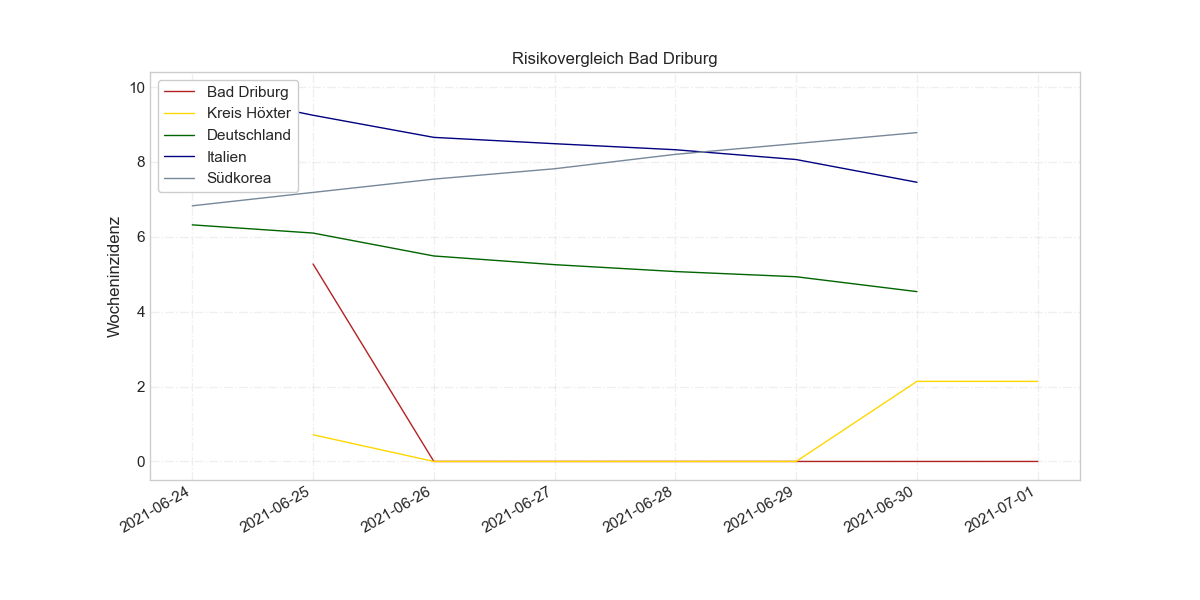 Risikovergleich Bad Driburg
Bad Driburg
Kreis Höxter
Deutschland
Italien
Südkorea
Wocheninzidenz
10
8
6
4
2
0
2021-06-24
2021-06-25
2021-06-26
2021-06-27
2021-06-28
2021-06-29
2021-06-30
2021-07-01